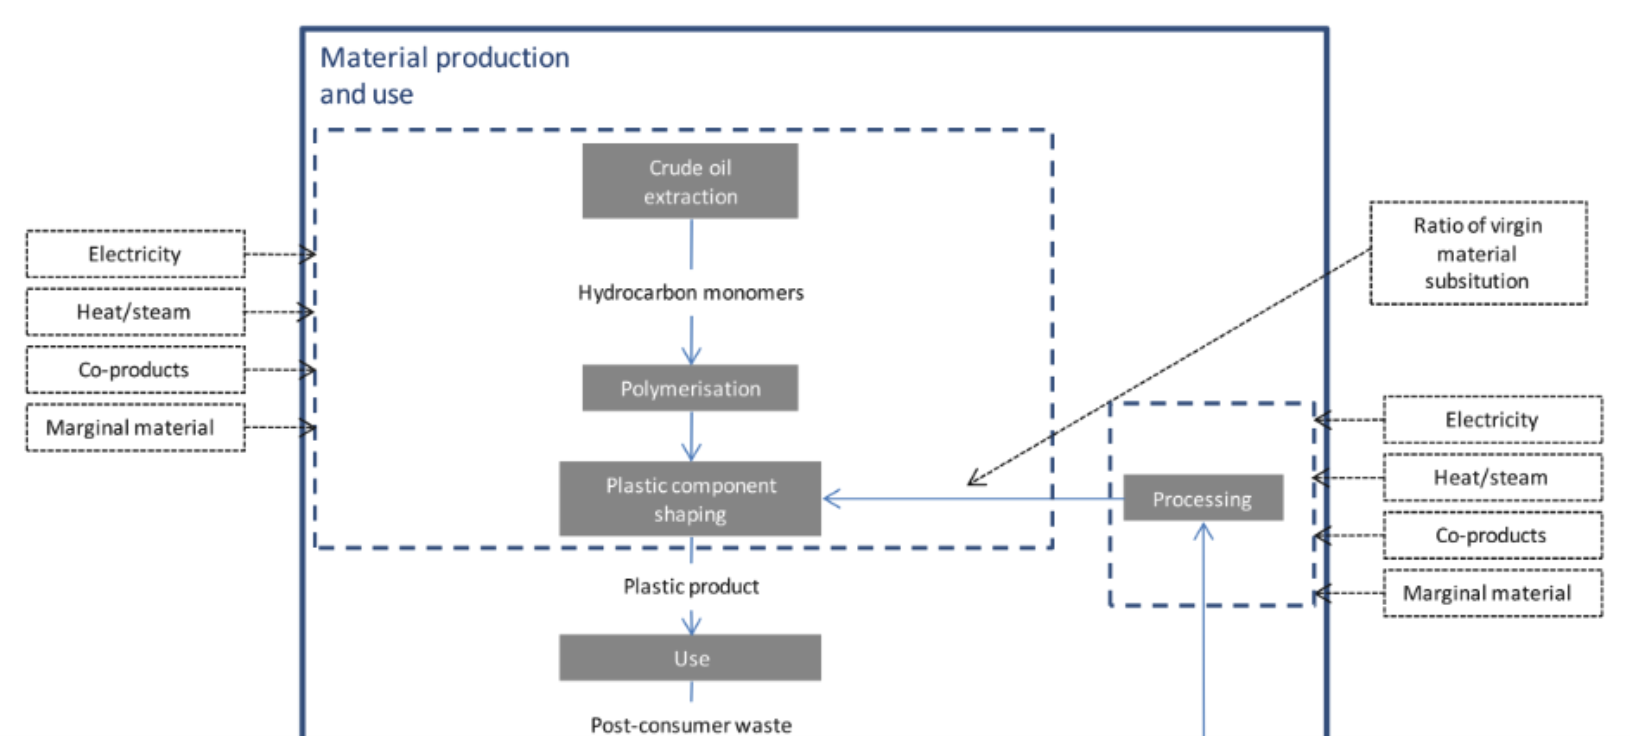 Material production
and use
Crude oil
extraction
Electricity
Heat/steam
Co-products
Marginal material
Hydrocarbon monomers
Polymerisation
Plastic component
shaping
Plastic product
Use
Post-consumer waste
Ratio of virgin
material
subsitution
Processing
Electricity
Heat/steam
Co-products
Marginal material